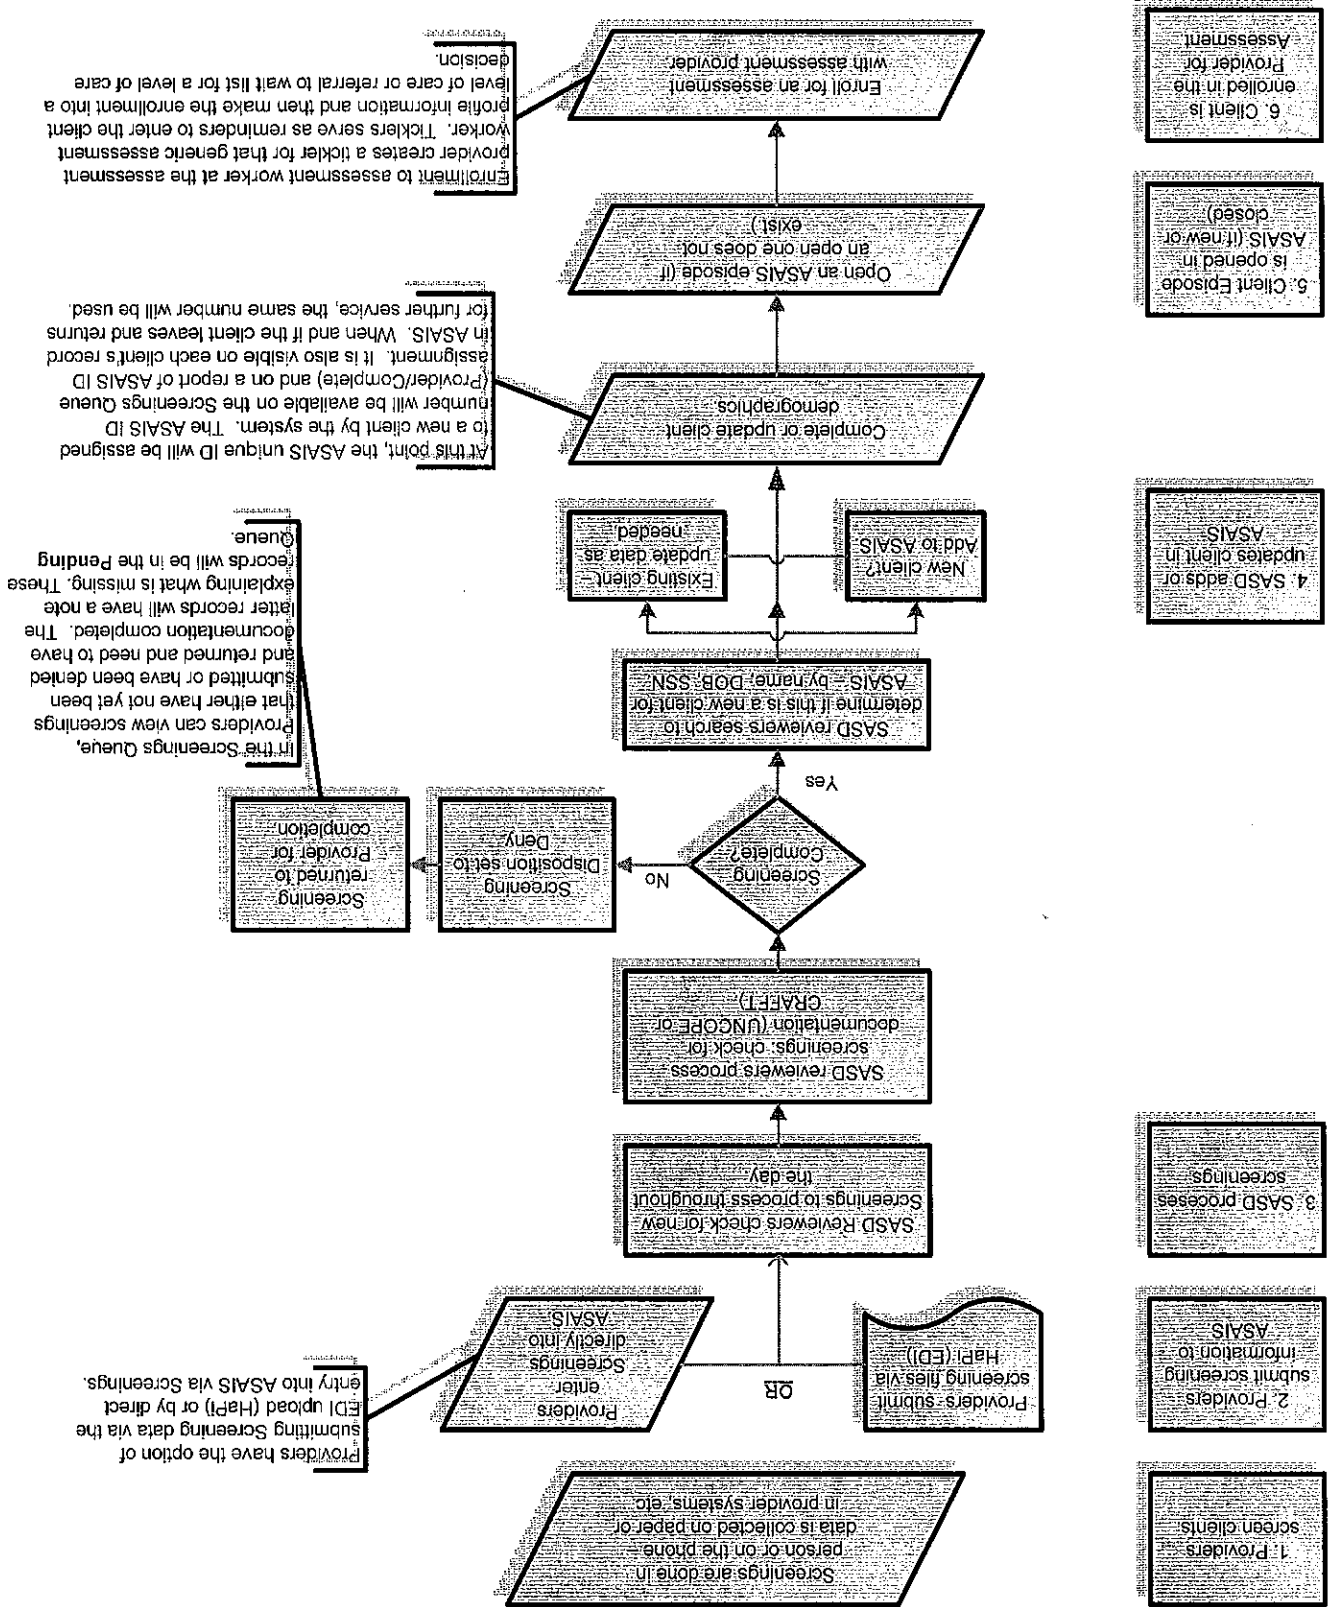 1. Providers
screen clients
Screenings are done in
person or on the phone –
data is collected on paper or
in provider systems, etc
2. Providers
submit screening
information to
ASAIS
Providers submit
screening files via
HaPi (EDI)
OR
Providers
enter
Screenings
directly into
ASAIS
Providers have the option of
submitting Screening data via the
EDI upload (HaPi) or by direct
entry into ASAIS via Screenings.
3. SASD proceses
screenings
SASD Reviewers check for new
Screenings to process throughout
the day
SASD reviewers process
screenings: check for
documentation (UNCOPE or
CRAFFT)
Screening
Complete?
No
Screening
Disposition set to
Deny
Screening
returned to
Provider for
completion
In the Screenings Queue,
Providers can view screenings
that either have not yet been
submitted or have been denied
and returned and need to have
documentation completed. The
latter records will have a note
explaining what is missing. These
records will be in the Pending
Queue.
Yes
SASD reviewers search to
determine if this is a new client for
ASAIS – by name, DOB, SSN
4. SASD adds or
updates client in
ASAIS
New client?
Add to ASAIS
Existing client –
update data as
needed
Complete or update client
demographics
At this point, the ASAIS unique ID will be assigned
to a new client by the system. The ASAIS ID
number will be available on the Screenings Queue
(Provider/Complete) and on a report of ASAIS ID
assignment. It is also visible on each client's record
in ASAIS. When and if the client leaves and returns
for further service, the same number will be used.
5. Client Episode
is opened in
ASAIS (if new or
closed)
Open an ASAIS episode (if
an open one does not
exist)
6. Client is
enrolled in the
Provider for
Assessment
Enroll for an assessment
with assessment provider
Enrollment to assessment worker at the assessment
provider creates a tickler for that generic assessment
worker. Ticklers serve as reminders to enter the client
profile information and then make the enrollment into a
level of care or referral to wait list for a level of care
decision.